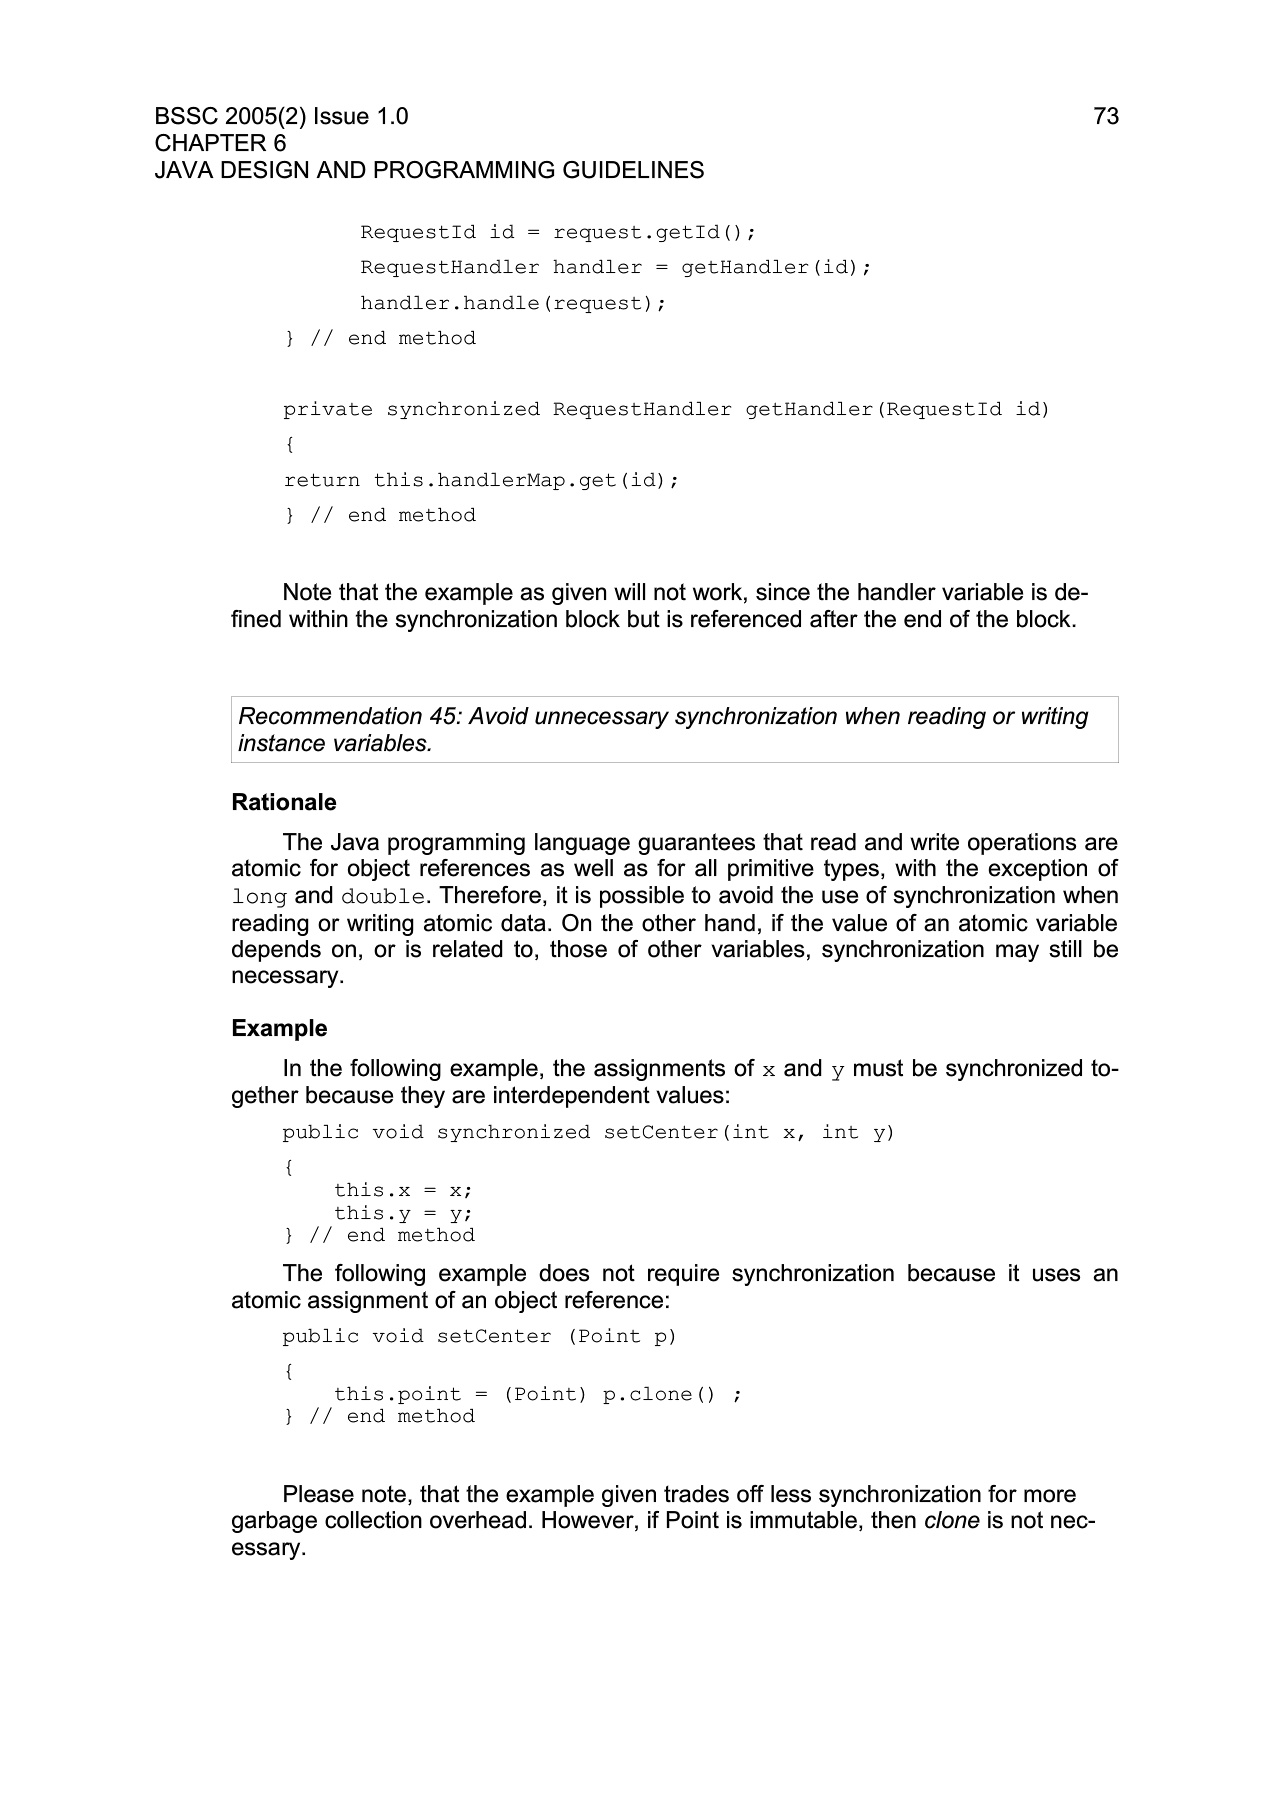 BSSC 2005(2) Issue 1.0 73
CHAPTER 6
JAVA DESIGN AND PROGRAMMING GUIDELINES
RequestId id = request.getId();
RequestHandler handler = getHandler(id);
handler.handle(request);
} // end method
private synchronized RequestHandler getHandler(RequestId id)
{
return this.handlerMap.get(id);
} // end method
Note that the example as given will not work, since the handler variable is de-
fined within the synchronization block but is referenced after the end of the block.
Recommendation 45: Avoid unnecessary synchronization when reading or writing
instance variables.
Rationale
The Java programming language guarantees that read and write operations are
atomic for object references as well as for all primitive types, with the exception of
long and double. Therefore, it is possible to avoid the use of synchronization when
reading or writing atomic data. On the other hand, if the value of an atomic variable
depends on, or is related to, those of other variables, synchronization may still be
necessary.
Example
In the following example, the assignments of x and y must be synchronized to-
gether because they are interdependent values:
public void synchronized setCenter(int x, int y)
{
this.x = x;
this.y = y;
} // end method
The following example does not require synchronization because it uses an
atomic assignment of an object reference:
public void setCenter (Point p)
{
this.point = (Point) p.clone() ;
} // end method
Please note, that the example given trades off less synchronization for more
garbage collection overhead. However, if Point is immutable, then clone is not nec-
essary.